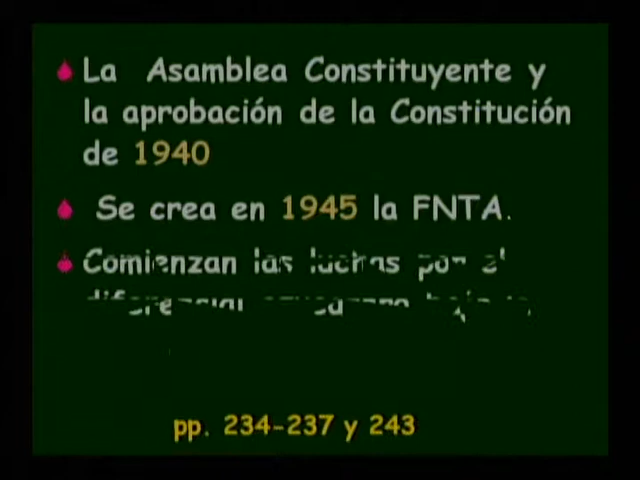 La Asamblea Constituyente y
la aprobación de la Constitución
de 1940
Se crea en 1945 la FNTA.
Comienzan las luchas por el
pp. 234-237 y 243